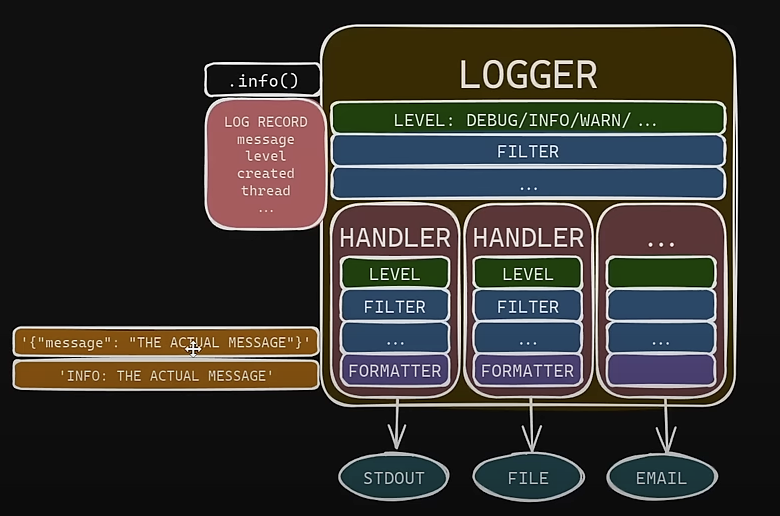 .info()
LOG RECORD
message
level
created
thread
...
LOGGER
LEVEL: DEBUG/INFO/WARN/ ...
FILTER
...
HANDLER
LEVEL
FILTER
...
FORMATTER
HANDLER
LEVEL
FILTER
...
FORMATTER
...
...
'{"message": "THE ACTUAL MESSAGE"}'
'INFO: THE ACTUAL MESSAGE'
STDOUT
FILE
EMAIL